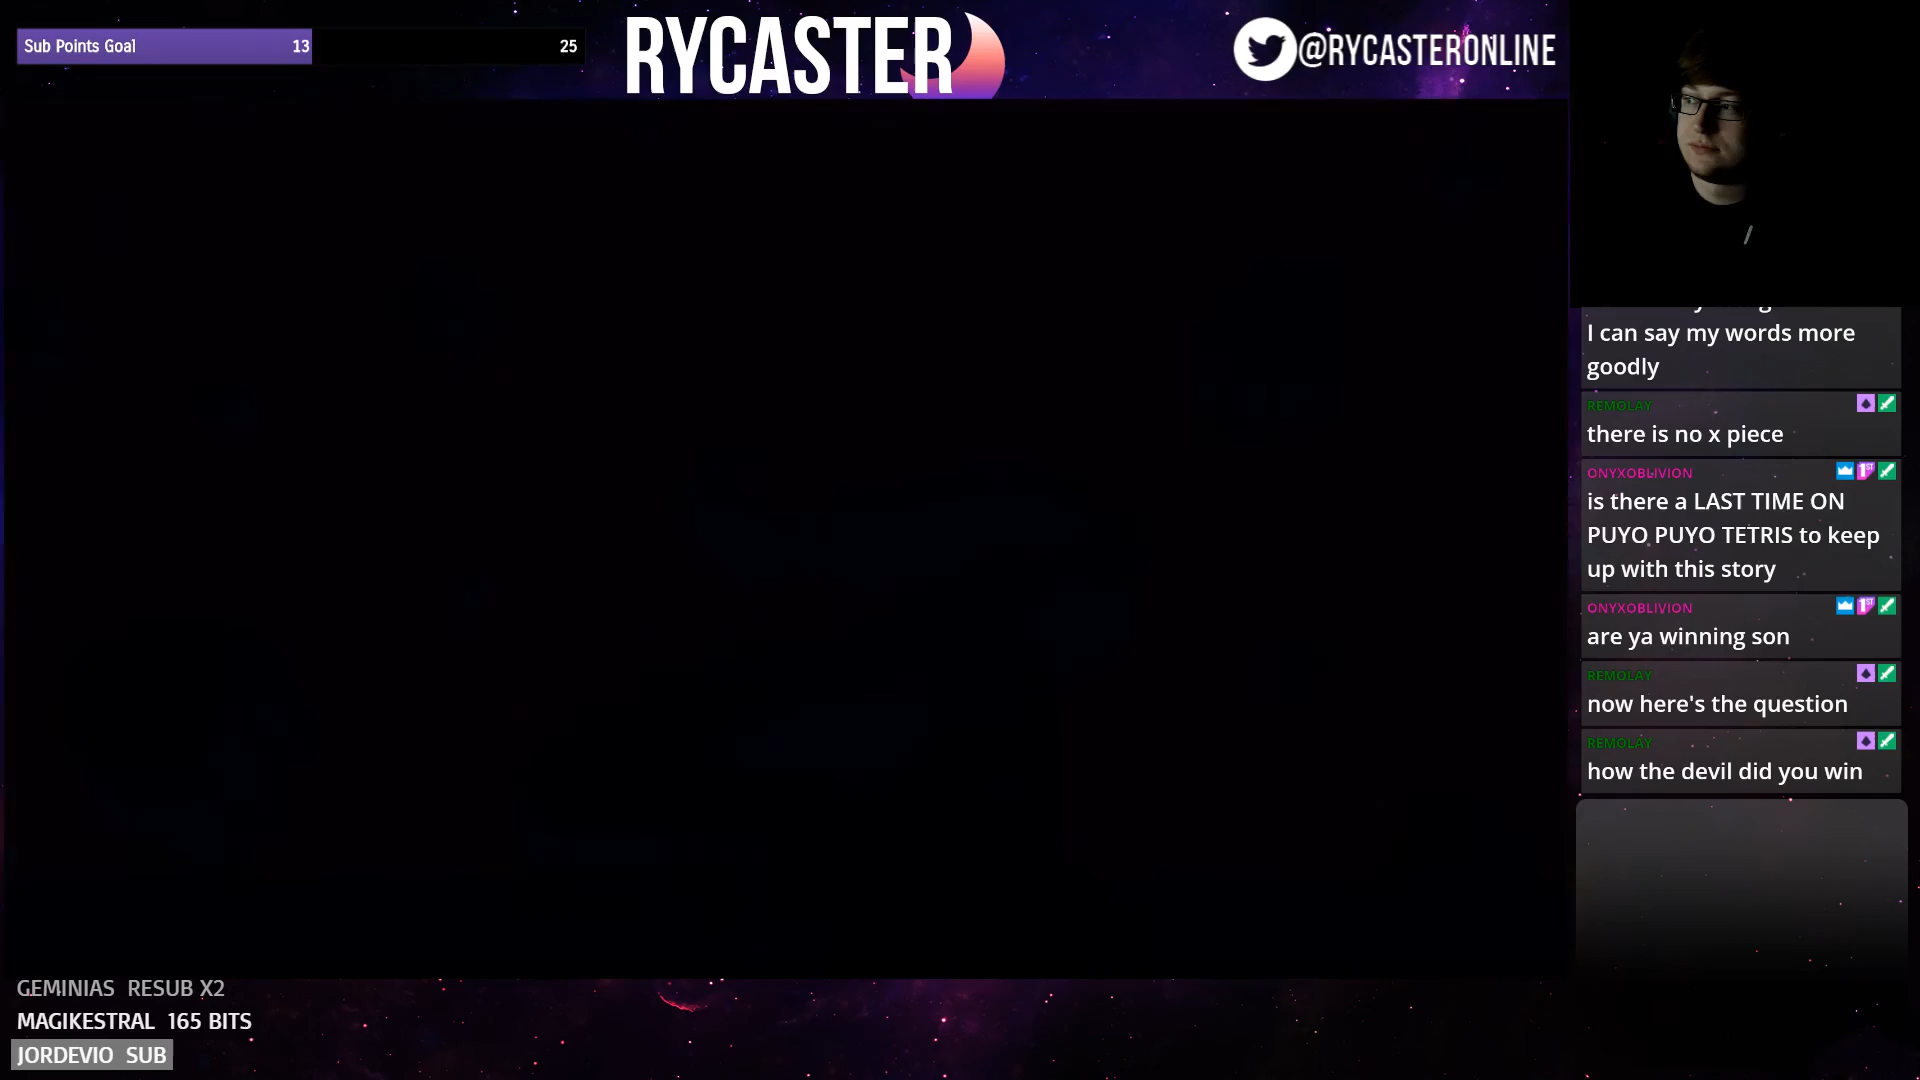 Sub Points Goal 13 25
RYCASTER
@RYCASTERONLINE
I can say my words more
goodly
REMOLAY
there is no x piece
ONYXOBLIVION
is there a LAST TIME ON
PUYO PUYO TETRIS to keep
up with this story
ONYXOBLIVION
are ya winning son
REMOLAY
now here's the question
REMOLAY
how the devil did you win
GEMINIAS RESUB X2
MAGIKESTRAL 165 BITS
JORDEVIO SUB